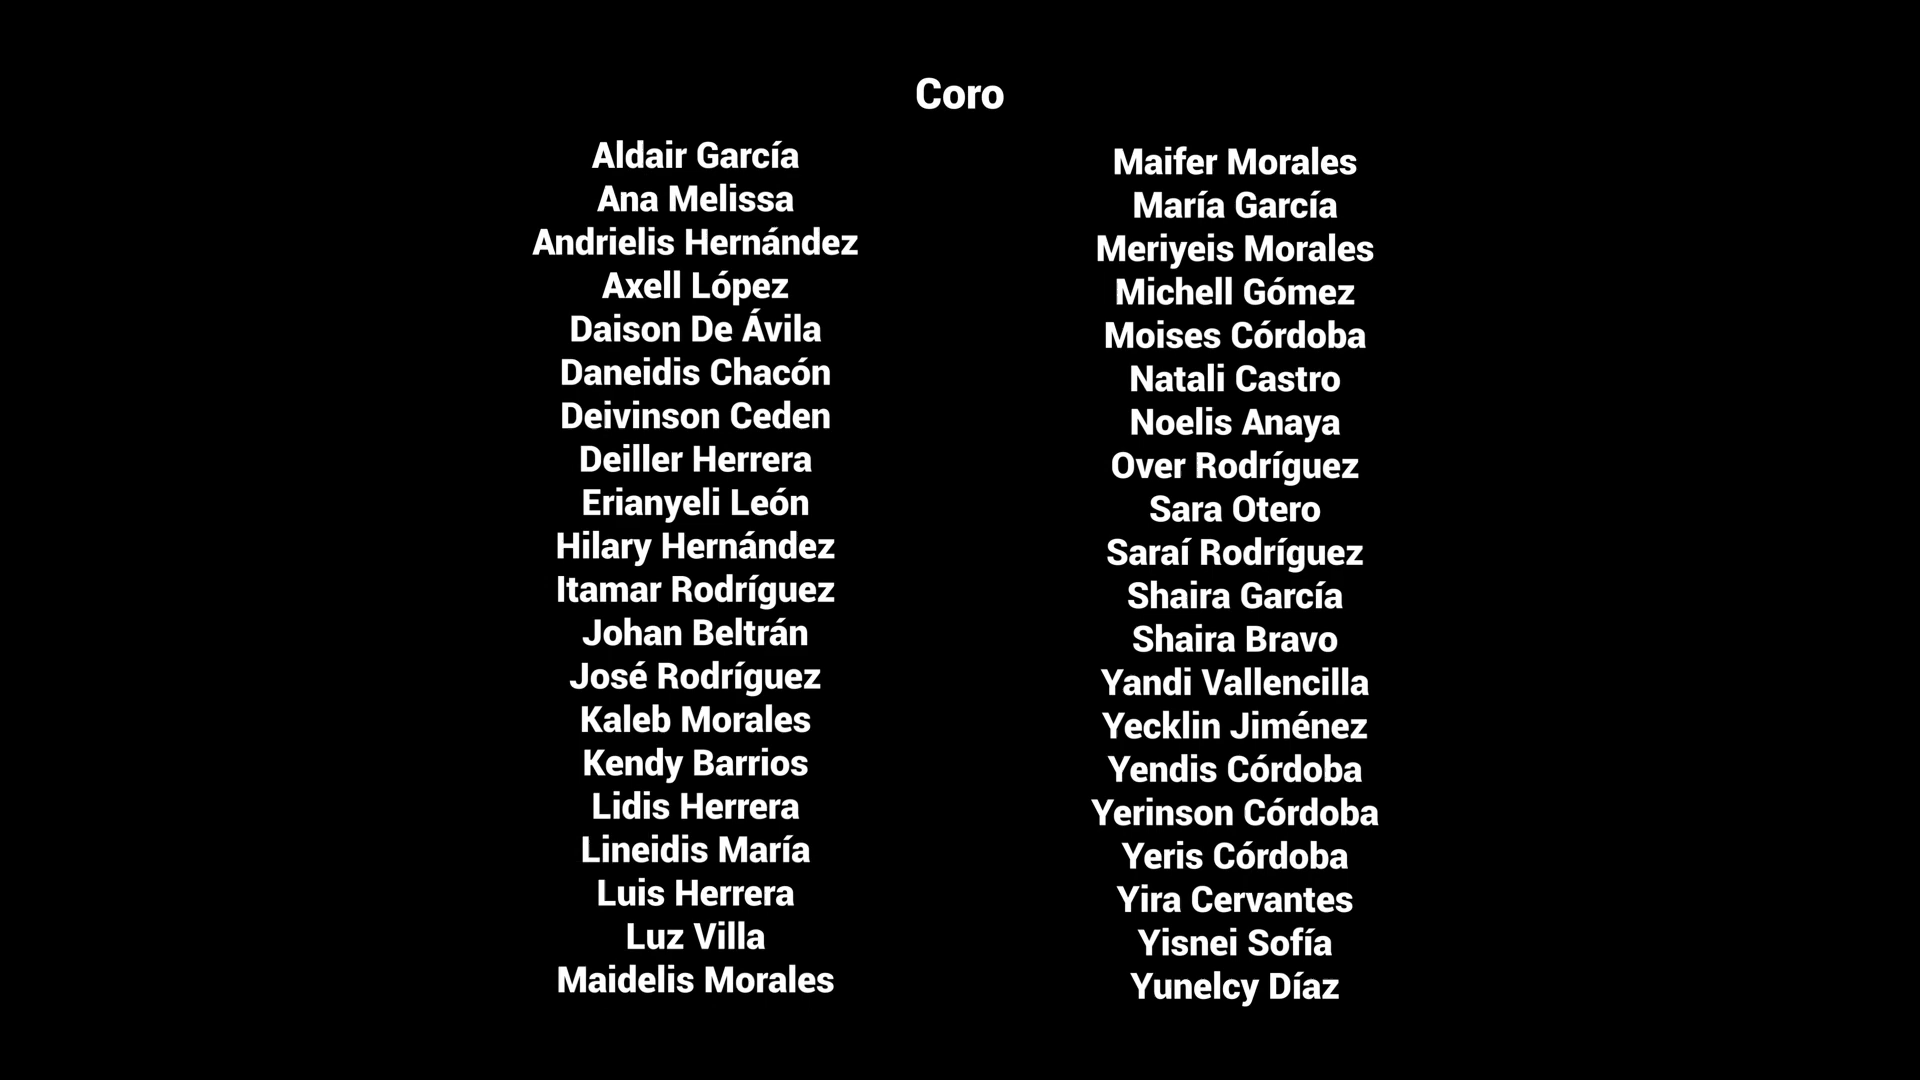 Coro
Aldair García
Ana Melissa
Andrielis Hernández
Axell López
Daison De Ávila
Daneidis Chacón
Deivinson Ceden
Deiller Herrera
Erianyeli León
Hilary Hernández
Itamar Rodríguez
Johan Beltrán
José Rodríguez
Kaleb Morales
Kendy Barrios
Lidis Herrera
Lineidis María
Luis Herrera
Luz Villa
Maidelis Morales
Maifer Morales
María García
Meriyeis Morales
Michell Gómez
Moises Córdoba
Natali Castro
Noelis Anaya
Over Rodríguez
Sara Otero
Saraí Rodríguez
Shaira García
Shaira Bravo
Yandi Vallencilla
Yecklin Jiménez
Yendis Córdoba
Yerinson Córdoba
Yeris Córdoba
Yira Cervantes
Yisnei Sofía
Yunelcy Díaz